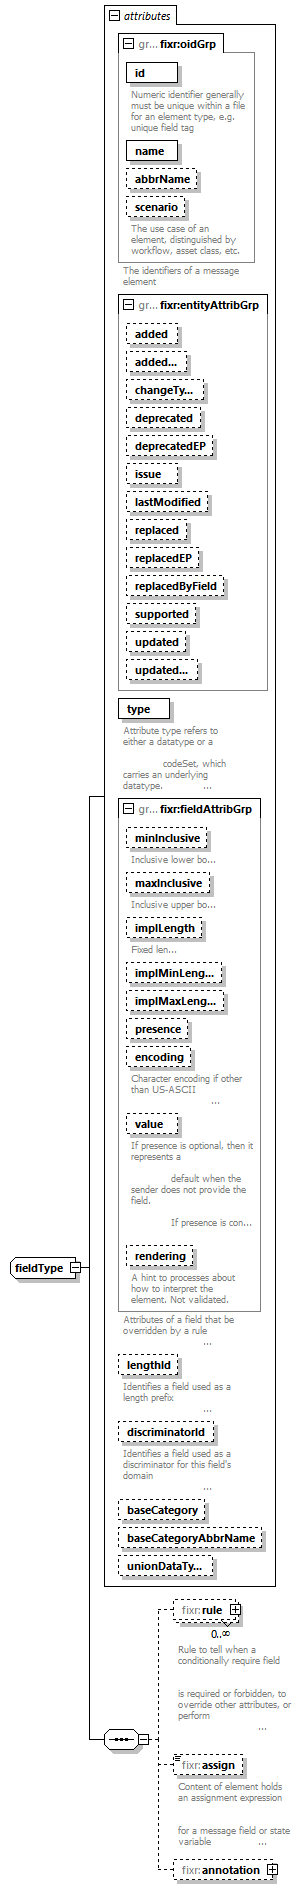 attributes
gr... fixr:oidGrp
id
Numeric identifier generally
must be unique within a file
for an element type, e.g.
unique field tag
name
abbrName
scenario
The use case of an
element, distinguished by
workflow, asset class, etc.
The identifiers of a message
element
gr... fixr:entityAttribGrp
added
added...
changeTy...
deprecated
deprecatedEP
issue
lastModified
replaced
replacedEP
replacedByField
supported
updated
updated...
type
Attribute type refers to
either a datatype or a
codeSet, which
carries an underlying
datatype. ...
gr... fixr:fieldAttribGrp
minInclusive
Inclusive lower bo...
maxInclusive
Inclusive upper bo...
implLength
Fixed len...
implMinLeng...
implMaxLeng...
presence
encoding
Character encoding if other
than US-ASCII
...
value
If presence is optional, then it
represents a
default when the
sender does not provide the
field.
If presence is con...
rendering
A hint to processes about
how to interpret the
element. Not validated.
Attributes of a field that be
overridden by a rule
...
lengthId
Identifies a field used as a
length prefix
...
discriminatorId
Identifies a field used as a
discriminator for this field's
domain
...
baseCategory
baseCategoryAbbrName
unionDataTy...
fieldType
fixr:rule
0..∞
Rule to tell when a
conditionally require field
is required or forbidden, to
override other attributes, or
perform
...
fixr:assign
Content of element holds
an assignment expression
for a message field or state
variable ...
fixr:annotation